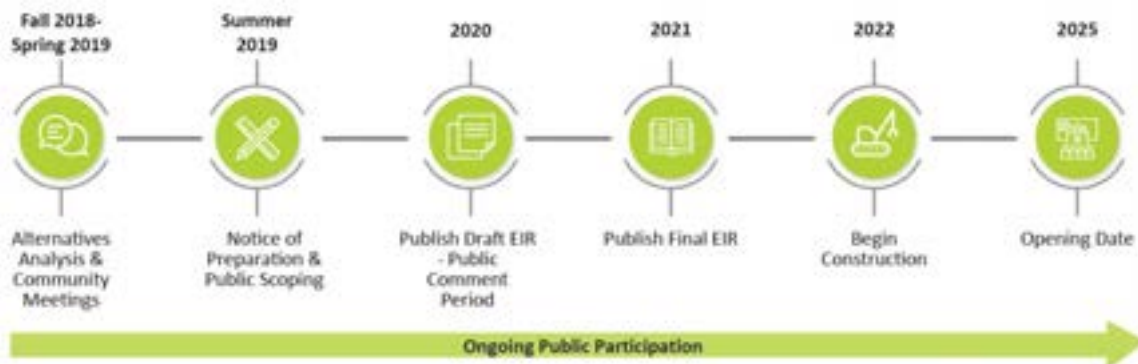 Fall 2018-
Spring 2019
Summer
2019
2020
2021
2022
2025
Alternatives
Analysis &
Community
Meetings
Notice of
Preparation &
Public Scoping
Publish Draft EIR
- Public
Comment
Period
Publish Final EIR
Begin
Construction
Opening Date
Ongoing Public Participation